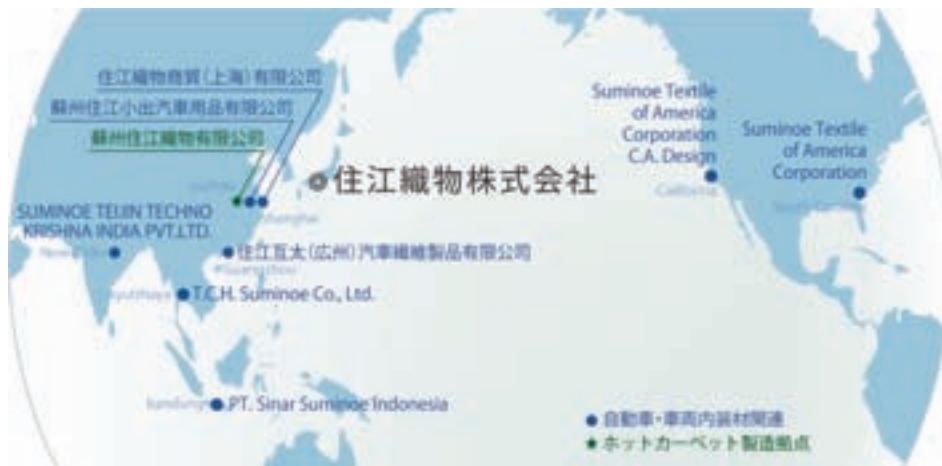 住江織物商貿(上海)有限公司
蘇州住江小出汽車用品有限公司
蘇州住江織物有限公司
住江織物株式会社
Suminoe Textile
of America
Corporation
C.A. Design
California
Suminoe Textile
of America
Corporation
Shanghai
SUMINOE TEIJIN TECHNO
KRISHNA INDIA PVT.LTD.
住江互太(広州)汽車繊維製品有限公司
Guangzhou
Ayutthaya
T.C.H. Suminoe Co., Ltd.
Bandung
PT. Sinar Suminoe Indonesia
自動車・車両内装材関連
ホットカーペット製造拠点